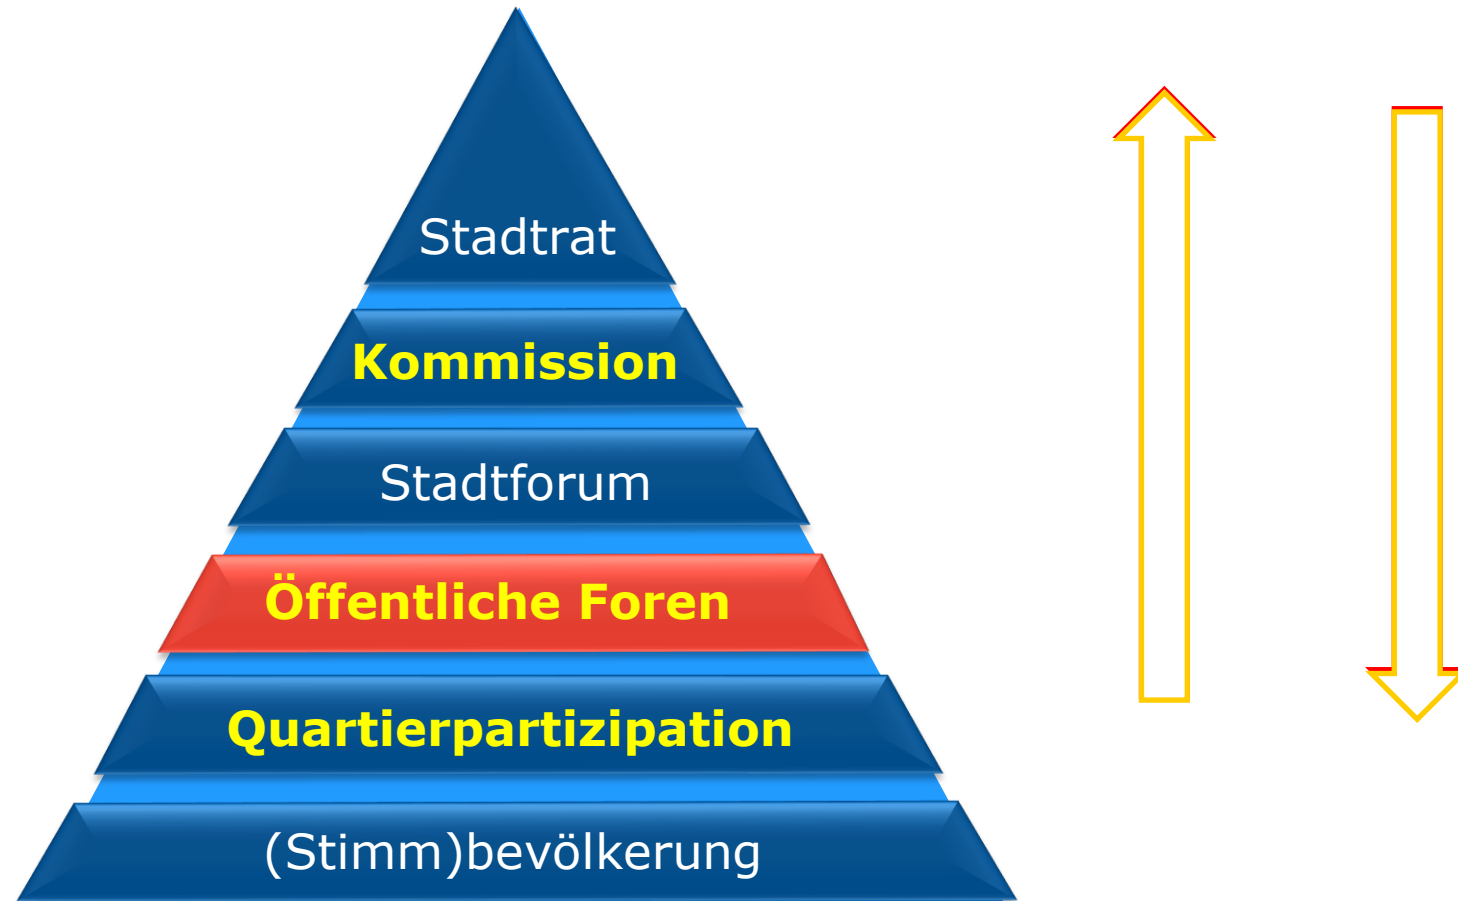 Stadtrat
Kommission
Stadtforum
Öffentliche Foren
Quartierpartizipation
(Stimm)bevölkerung